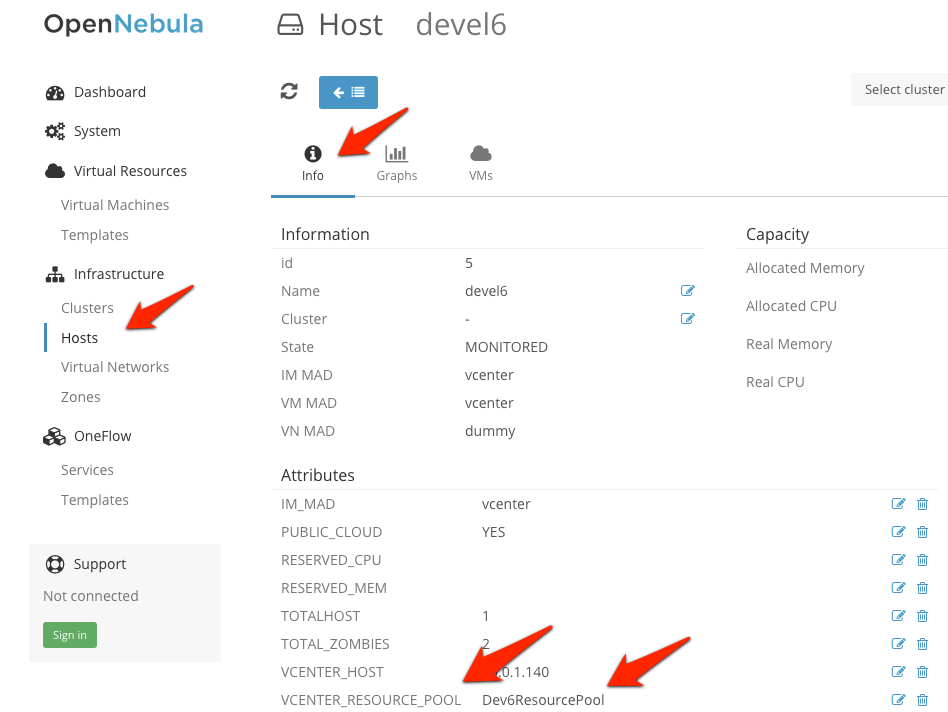 OpenNebula
Host devel6
Dashboard
System
Virtual Resources
Virtual Machines
Templates
Infrastructure
Clusters
Hosts
Virtual Networks
Zones
OneFlow
Services
Templates
Support
Not connected
Sign in
Select cluster
Info
Graphs
VMs
Information
id 5
Name devel6
Cluster -
State MONITORED
IM MAD vcenter
VM MAD vcenter
VN MAD dummy
Capacity
Allocated Memory
Allocated CPU
Real Memory
Real CPU
Attributes
IM_MAD vcenter
PUBLIC_CLOUD YES
RESERVED_CPU
RESERVED_MEM
TOTALHOST 1
TOTAL_ZOMBIES 2
VCENTER_HOST .0.1.140
VCENTER_RESOURCE_POOL Dev6ResourcePool